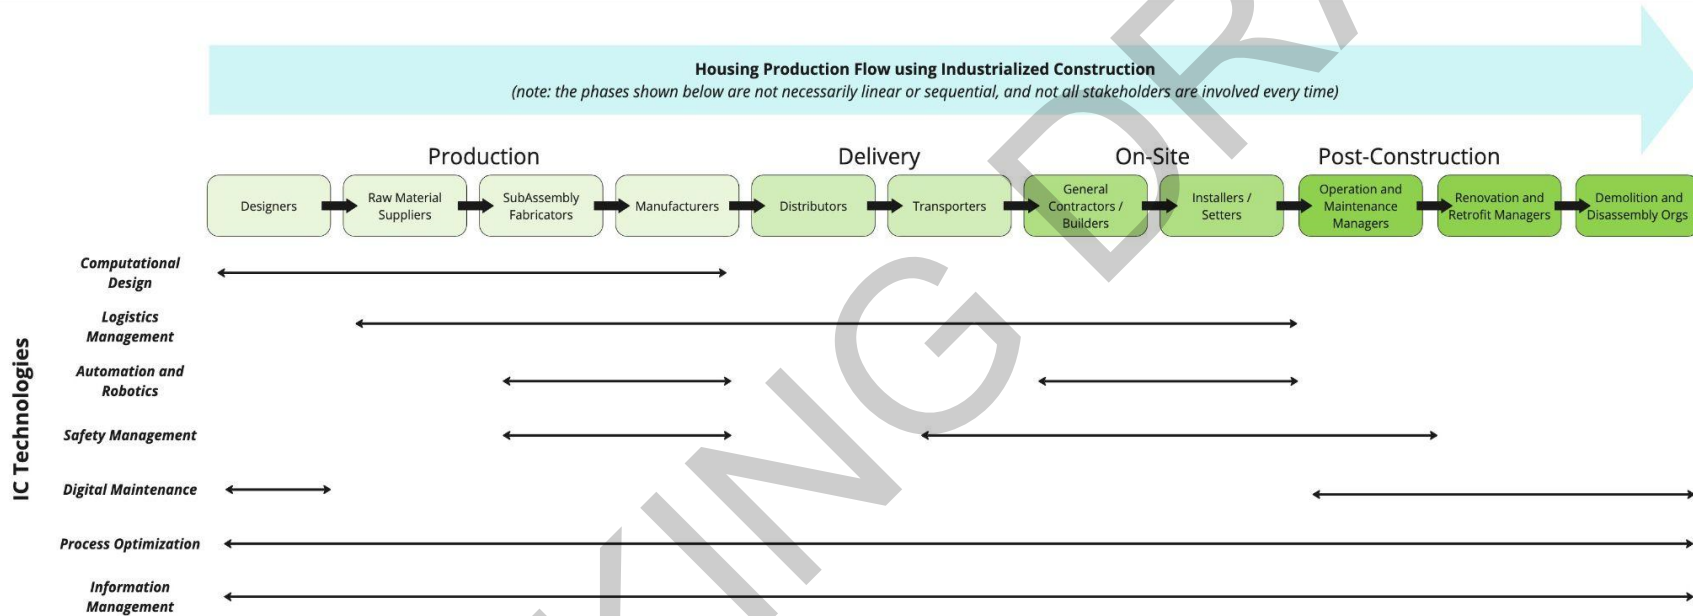 Housing Production Flow using Industrialized Construction
(note: the phases shown below are not necessarily linear or sequential, and not all stakeholders are involved every time)
Production
Delivery
On-Site
Post-Construction
Designers
Raw Material
Suppliers
SubAssembly
Fabricators
Manufacturers
Distributors
Transporters
General
Contractors /
Builders
Installers /
Setters
Operation and
Maintenance
Managers
Renovation and
Retrofit Managers
Demolition and
Disassembly Orgs
IC Technologies
Computational
Design
Logistics
Management
Automation and
Robotics
Safety Management
Digital Maintenance
Process Optimization
Information
Management
KING DRA